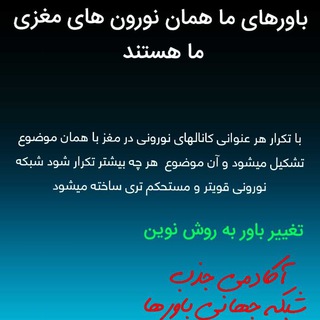 باورهای ما همان نورون های مغزی
ما هستند
با تکرار هر عنوانی کانالهای نورونی در مغز با همان موضوع
تشکیل میشود و آن موضوع هر چه بیشتر تکرار شود شبکه
نورونی قویتر و مستحکم تری ساخته میشود
تغییر باور به روش نوین
آکادمی جذب
شبکه جهانی باورها